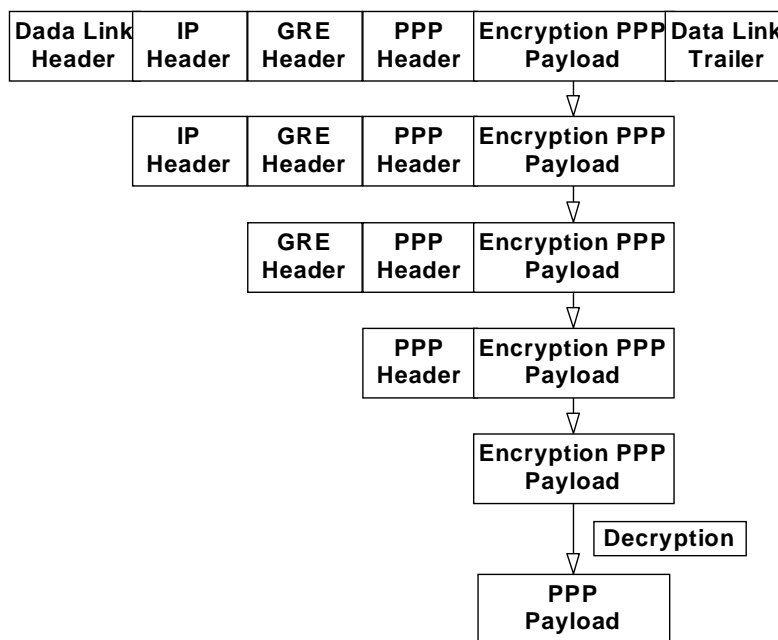 Dada Link IP GRE PPP Encryption PPP Data Link
Header Header Header Header Payload Trailer
IP GRE PPP Encryption PPP
Header Header Header Payload
GRE PPP Encryption PPP
Header Header Payload
PPP Encryption PPP
Header Payload
Encryption PPP
Payload
Decryption
PPP
Payload